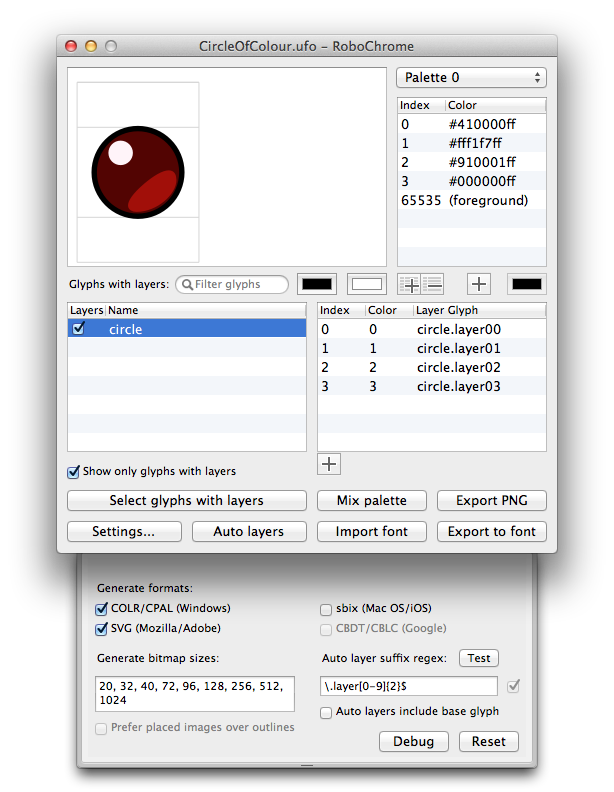 CircleOfColour.ufo – RoboChrome
Palette 0
Index Color
0 #410000ff
1 #fff1f7ff
2 #910001ff
3 #000000ff
65535 (foreground)
Glyphs with layers: Filter glyphs
Layers Name
circle
Index Color Layer Glyph
0 0 circle.layer00
1 1 circle.layer01
2 2 circle.layer02
3 3 circle.layer03
Show only glyphs with layers
Select glyphs with layers Mix palette Export PNG
Settings... Auto layers Import font Export to font
Generate formats:
COLR/CPAL (Windows) sbix (Mac OS/iOS)
SVG (Mozilla/Adobe) CBDT/CBLC (Google)
Generate bitmap sizes: Auto layer suffix regex: Test
20, 32, 40, 72, 96, 128, 256, 512, \.layer[0-9]{2}$
1024
Auto layers include base glyph
Prefer placed images over outlines
Debug Reset